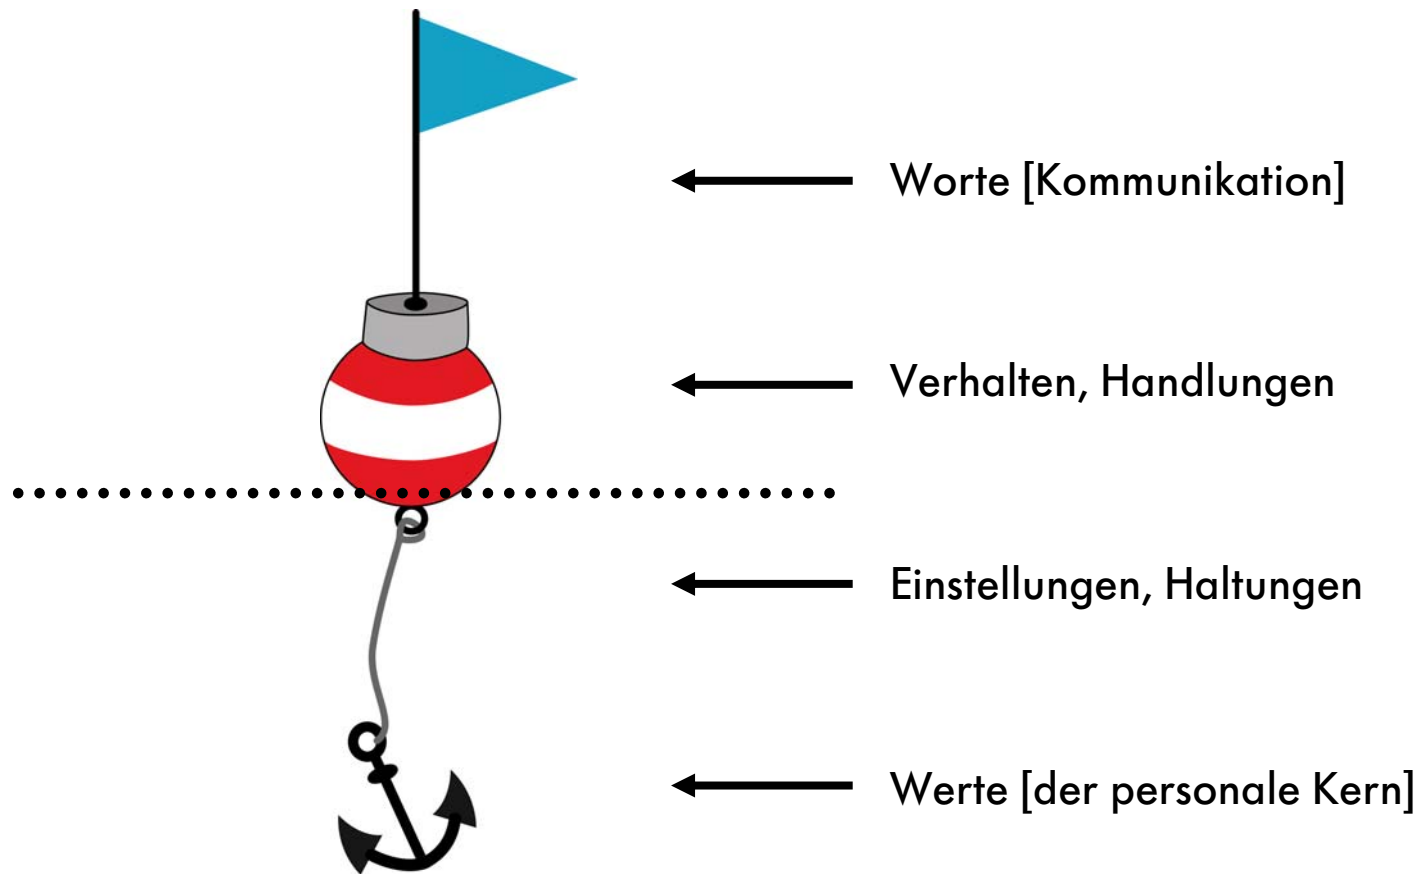 Worte [Kommunikation]
Verhalten, Handlungen
Einstellungen, Haltungen
Werte [der personale Kern]